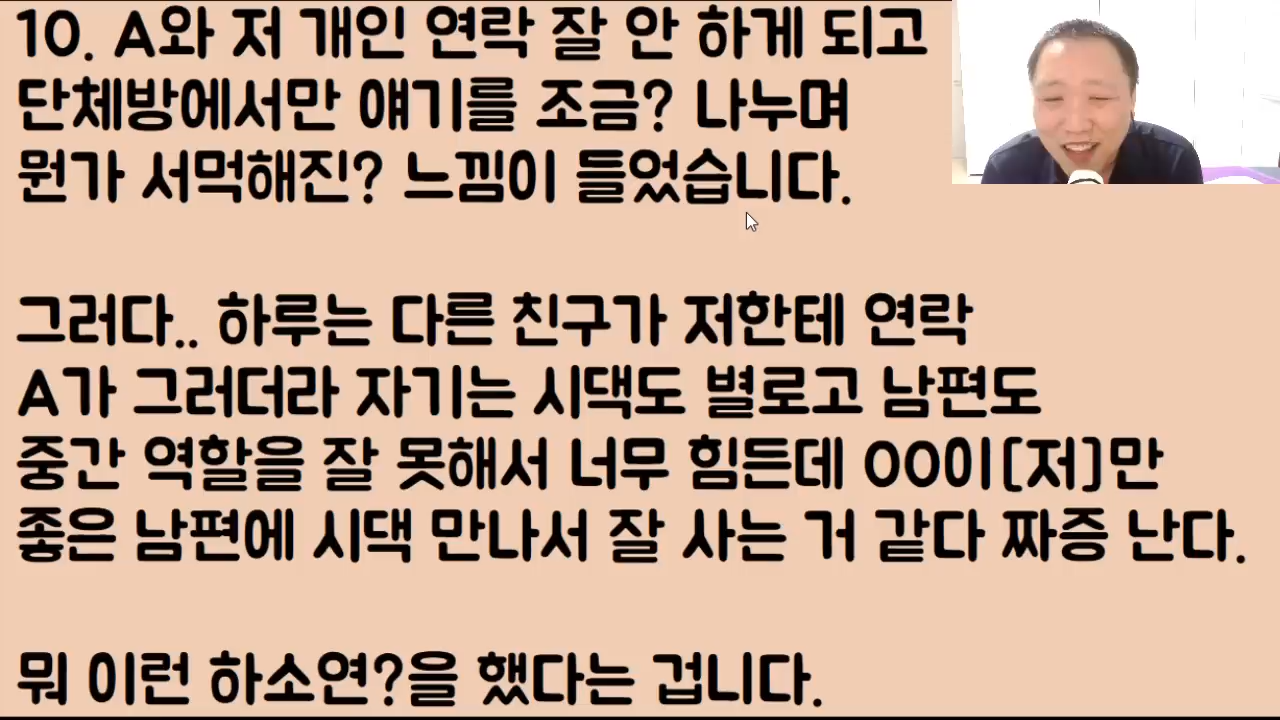 10. A와 저 개인 연락 잘 안 하게 되고
단체방에서만 얘기를 조금? 나누며
뭔가 서먹해진? 느낌이 들었습니다.
그러다.. 하루는 다른 친구가 저한테 연락
A가 그러더라 자기는 시댁도 별로고 남편도
중간 역할을 잘 못해서 너무 힘든데 OO이(저)만
좋은 남편에 시댁 만나서 잘 사는 거 같다 짜증 난다.
뭐 이런 하소연?을 했다는 겁니다.